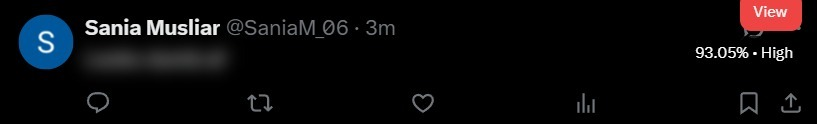 View
S
Sania Musliar @SaniaM_06 · 3m
93.05% • High